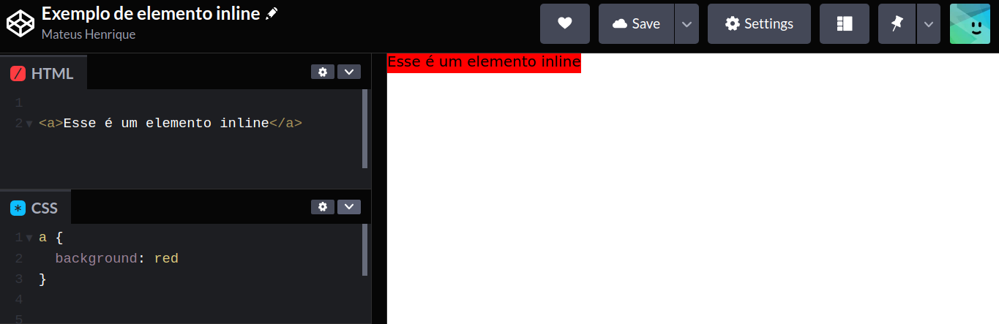 Exemplo de elemento inline
Mateus Henrique
Save
Settings
HTML
1
2 <a>Esse é um elemento inline</a>
CSS
1 a {
2 background: red
3 }
4
5
Esse é um elemento inline